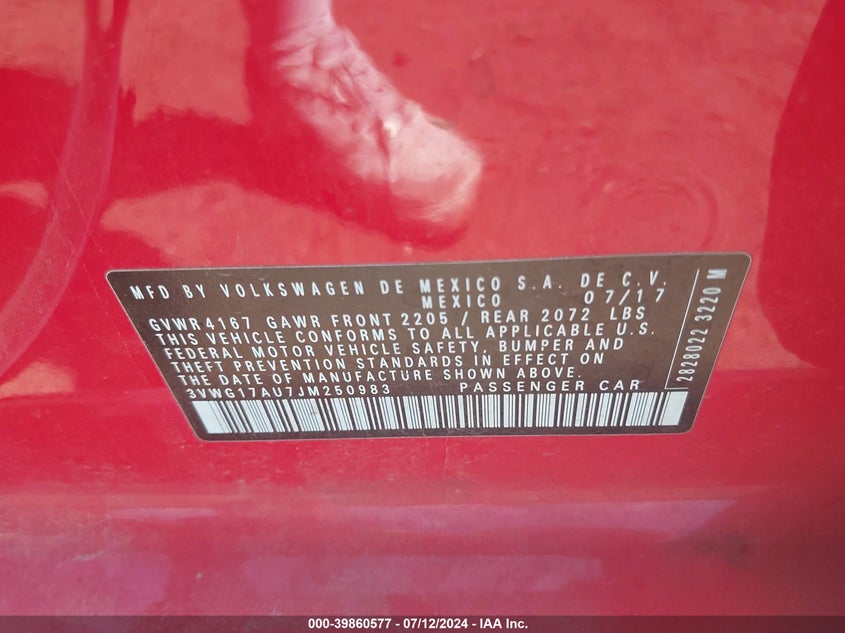 MFD BY VOLKSWAGEN DE MEXICO S.A. DE C.V.
MEXICO 07/17
GVWR 4167 GAWR FRONT 2205 / REAR 2072 LBS
THIS VEHICLE CONFORMS TO ALL APPLICABLE U.S.
FEDERAL MOTOR VEHICLE SAFETY, BUMPER AND
THEFT PREVENTION STANDARDS IN EFFECT ON
THE DATE OF MANUFACTURE SHOWN ABOVE.
3VWG17AU7JM250983 PASSENGER CAR
2828022 3220 M
000-39860577 - 07/12/2024 - IAA Inc.